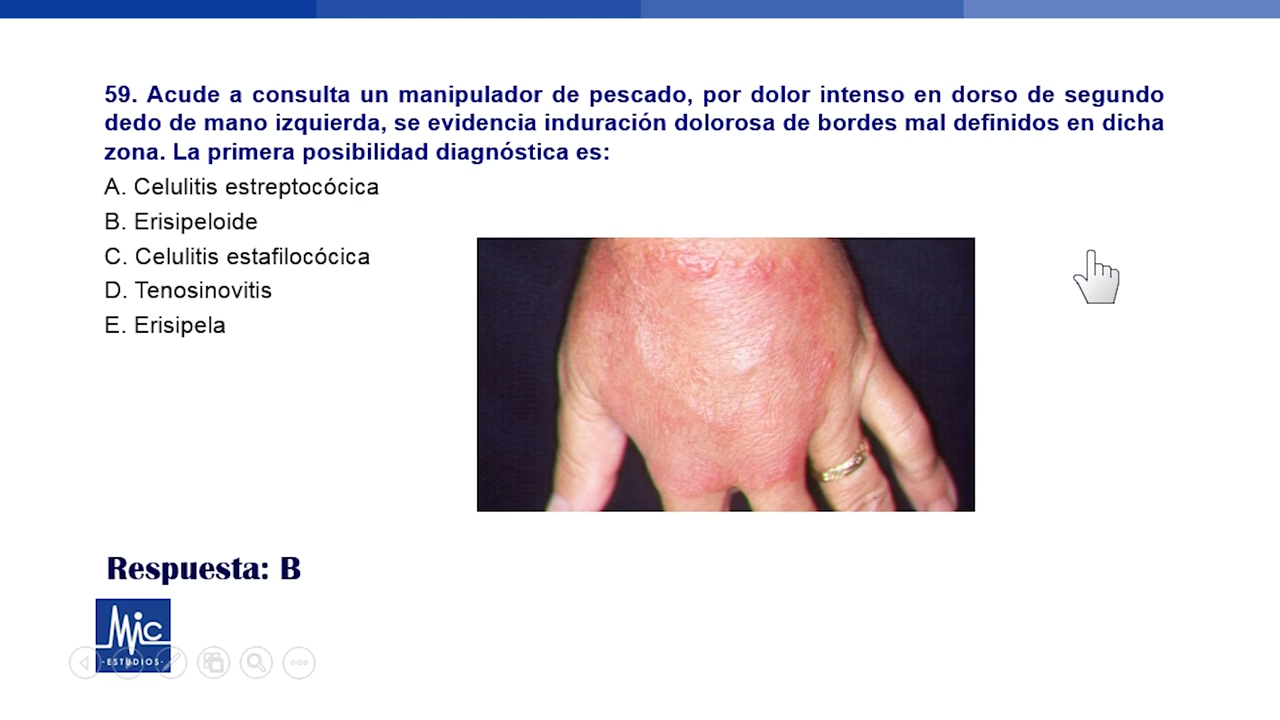 59. Acude a consulta un manipulador de pescado, por dolor intenso en dorso de segundo
dedo de mano izquierda, se evidencia induración dolorosa de bordes mal definidos en dicha
zona. La primera posibilidad diagnóstica es:
A. Celulitis estreptocócica
B. Erisipeloide
C. Celulitis estafilocócica
D. Tenosinovitis
E. Erisipela
Respuesta: B
Mic
-ESTUDIOS-